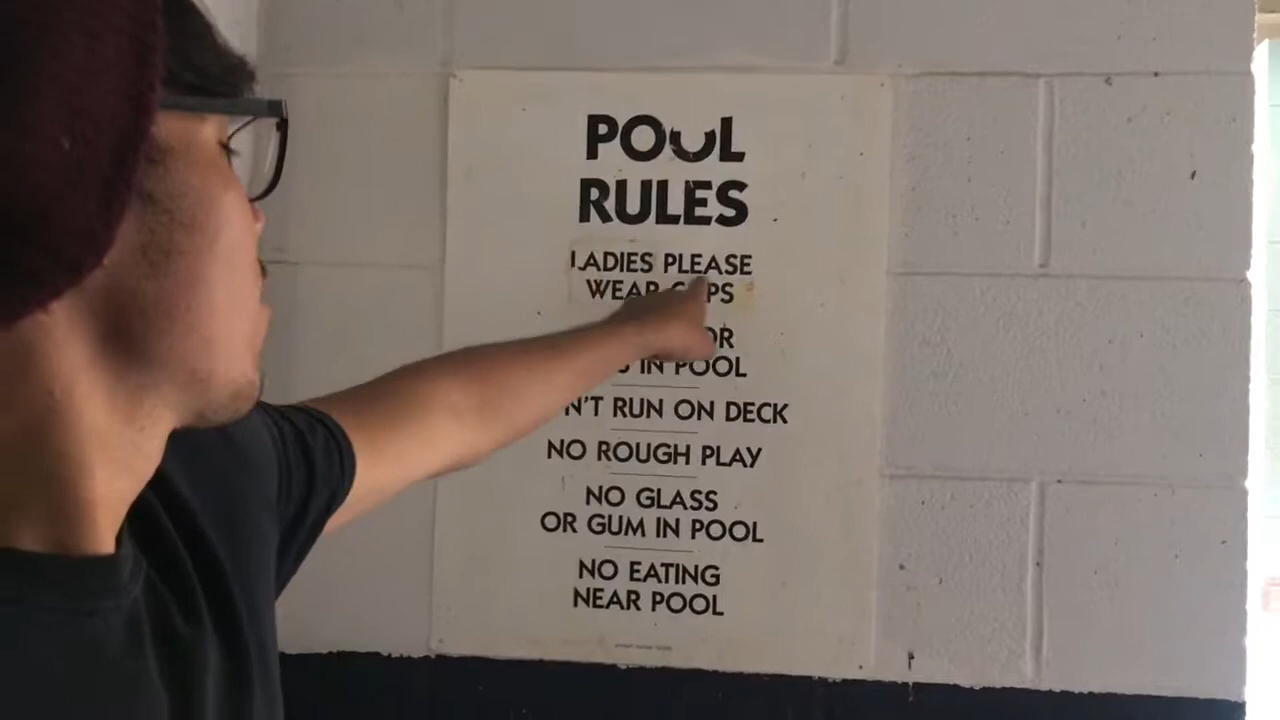 POOL
RULES
LADIES PLEASE
WEAR CAPS
OR
IN POOL
DON'T RUN ON DECK
NO ROUGH PLAY
NO GLASS
OR GUM IN POOL
NO EATING
NEAR POOL